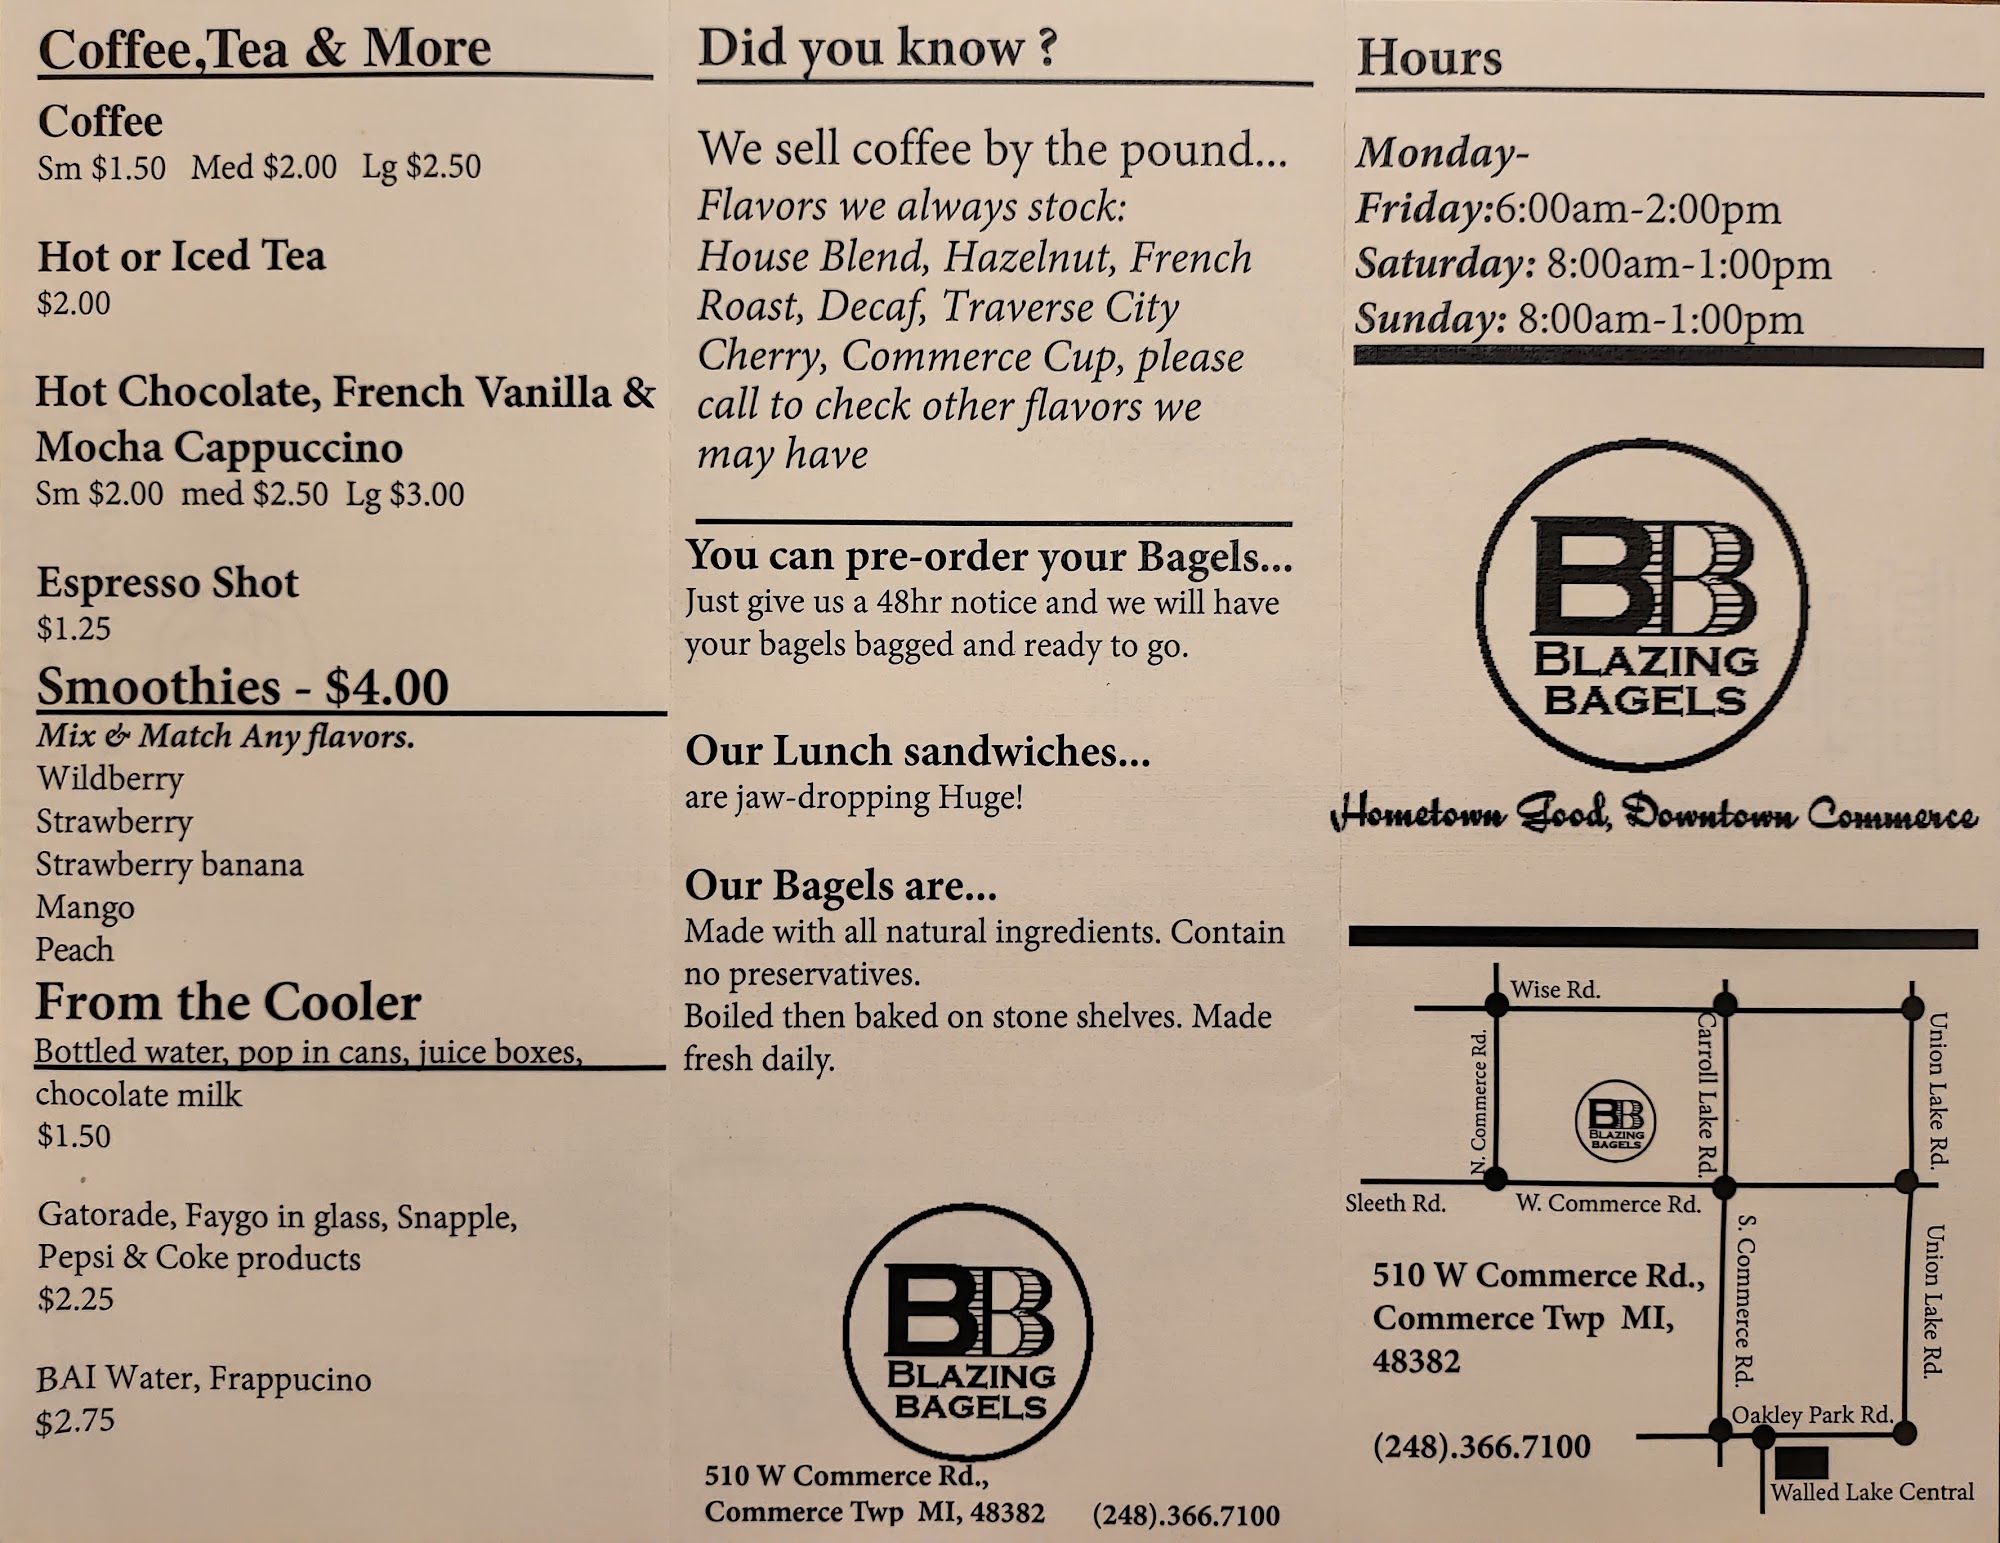 Coffee,Tea & More
Coffee
Sm $1.50 Med $2.00 Lg $2.50
Hot or Iced Tea
$2.00
Hot Chocolate, French Vanilla &
Mocha Cappuccino
Sm $2.00 med $2.50 Lg $3.00
Espresso Shot
$1.25
Smoothies - $4.00
Mix & Match Any flavors.
Wildberry
Strawberry
Strawberry banana
Mango
Peach
From the Cooler
Bottled water, pop in cans, juice boxes,
chocolate milk
$1.50
Gatorade, Faygo in glass, Snapple,
Pepsi & Coke products
$2.25
BAI Water, Frappucino
$2.75
Did you know ?
We sell coffee by the pound...
Flavors we always stock:
House Blend, Hazelnut, French
Roast, Decaf, Traverse City
Cherry, Commerce Cup, please
call to check other flavors we
may have
You can pre-order your Bagels...
Just give us a 48hr notice and we will have
your bagels bagged and ready to go.
Our Lunch sandwiches...
are jaw-dropping Huge!
Our Bagels are...
Made with all natural ingredients. Contain
no preservatives.
Boiled then baked on stone shelves. Made
fresh daily.
BB
BLAZING
BAGELS
510 W Commerce Rd.,
Commerce Twp MI, 48382 (248).366.7100
Hours
Monday-
Friday:6:00am-2:00pm
Saturday: 8:00am-1:00pm
Sunday: 8:00am-1:00pm
BB
BLAZING
BAGELS
Hometown Good, Downtown Commerce
Wise Rd.
N. Commerce Rd.
Carroll Lake Rd.
Union Lake Rd.
BB
BLAZING
BAGELS
Sleeth Rd.
W. Commerce Rd.
S. Commerce Rd.
Union Lake Rd.
510 W Commerce Rd.,
Commerce Twp MI,
48382
(248).366.7100
Oakley Park Rd.
Walled Lake Central